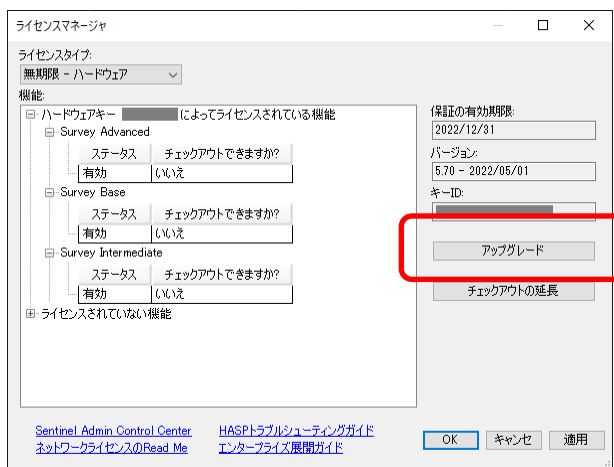 ライセンスマネージャ
ライセンスタイプ:
無期限 - ハードウェア
機能:
ハードウェアキー によってライセンスされている機能
Survey Advanced
ステータス チェックアウトできますか?
有効 いいえ
Survey Base
ステータス チェックアウトできますか?
有効 いいえ
Survey Intermediate
ステータス チェックアウトできますか?
有効 いいえ
ライセンスされていない機能
保証の有効期限:
2022/12/31
バージョン:
5.70 - 2022/05/01
キーID:
アップグレード
チェックアウトの延長
Sentinel Admin Control Center HASPトラブルシューティングガイド
ネットワークライセンスのRead Me エンタープライズ展開ガイド
OK キャンセ 適用